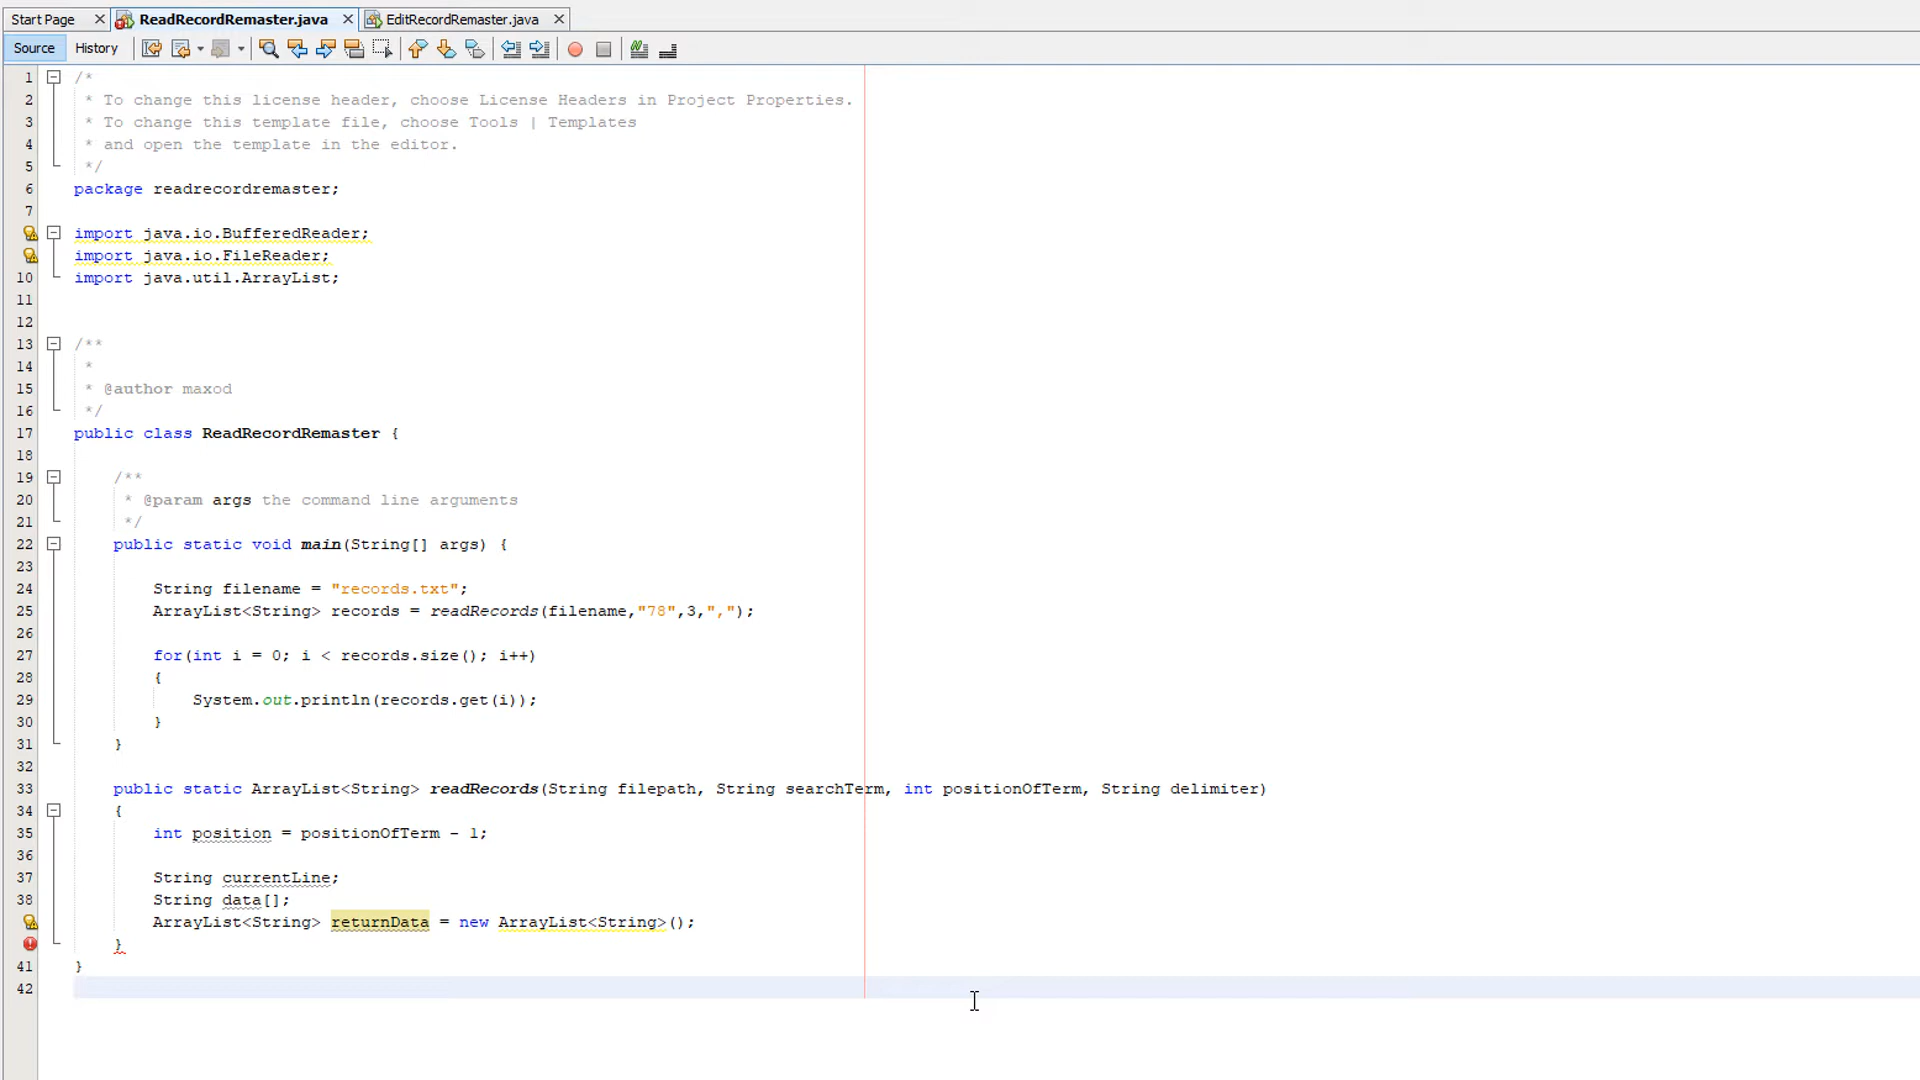 Start Page ReadRecordRemaster.java EditRecordRemaster.java
Source History
1 /*
2 * To change this license header, choose License Headers in Project Properties.
3 * To change this template file, choose Tools | Templates
4 * and open the template in the editor.
5 */
6 package readrecordremaster;
7
import java.io.BufferedReader;
import java.io.FileReader;
10 import java.util.ArrayList;
11
12
13 /**
14 *
15 * @author maxod
16 */
17 public class ReadRecordRemaster {
18
19 /**
20 * @param args the command line arguments
21 */
22 public static void main(String[] args) {
23
24 String filename = "records.txt";
25 ArrayList<String> records = readRecords(filename,"78",3,",");
26
27 for(int i = 0; i < records.size(); i++)
28 {
29 System.out.println(records.get(i));
30 }
31 }
32
33 public static ArrayList<String> readRecords(String filepath, String searchTerm, int positionOfTerm, String delimiter)
34 {
35 int position = positionOfTerm - 1;
36
37 String currentLine;
38 String data[];
ArrayList<String> returnData = new ArrayList<String>();
}
41 }
42